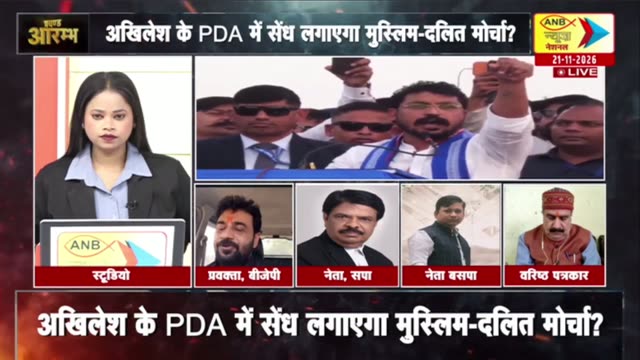 प्रचण्ड
आरम्भ
अखिलेश के PDA में सेंध लगाएगा मुस्लिम-दलित मोर्चा?
ANB
न्यूज़
नेशनल
21-11-2026
LIVE
ANB
स्टूडियो
प्रवक्ता, बीजेपी
नेता, सपा
नेता बसपा
वरिष्ठ पत्रकार
अखिलेश के PDA में सेंध लगाएगा मुस्लिम-दलित मोर्चा?